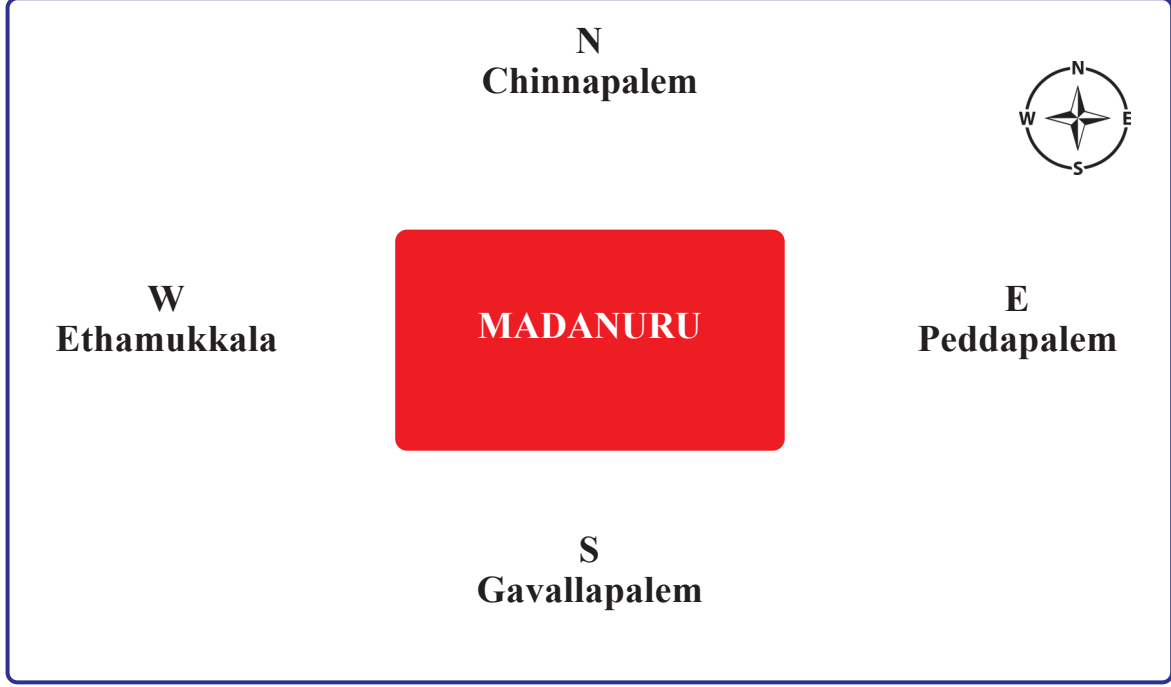 N
Chinnapalem
N
W E
S
W
Ethamukkala
MADANURU
E
Peddapalem
S
Gavallapalem